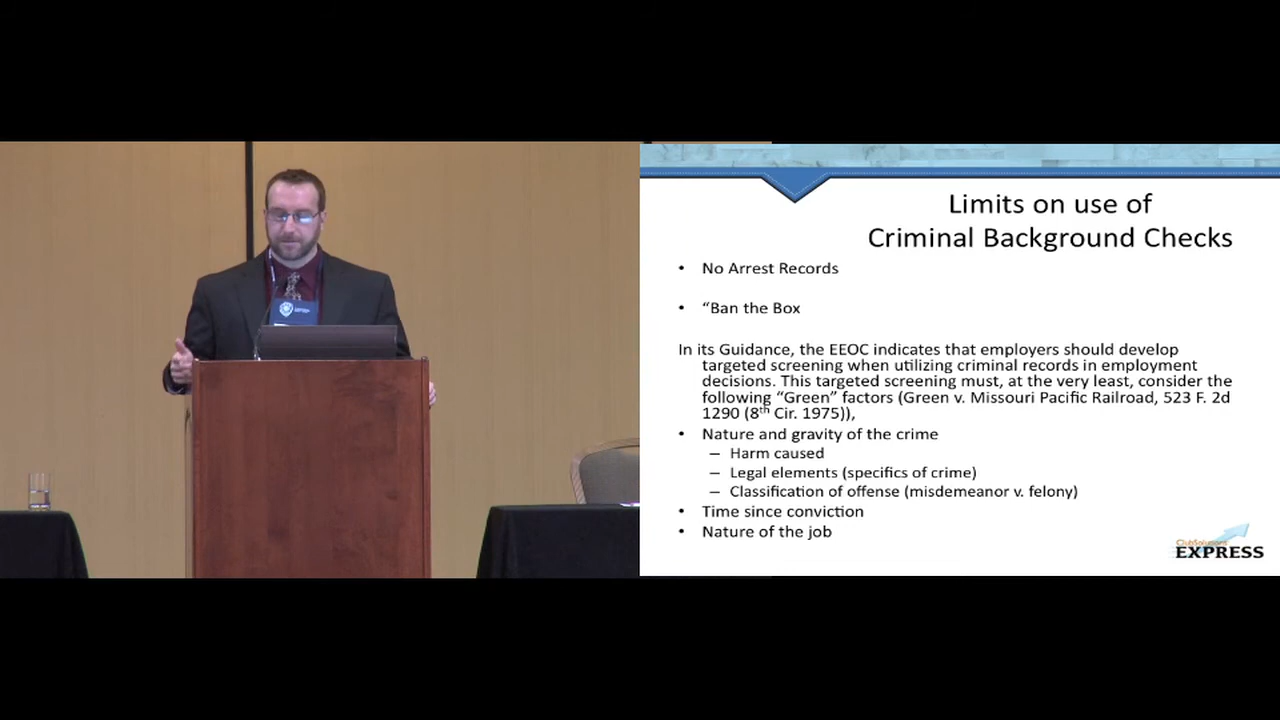 Limits on use of
Criminal Background Checks
• No Arrest Records
• “Ban the Box
In its Guidance, the EEOC indicates that employers should develop
targeted screening when utilizing criminal records in employment
decisions. This targeted screening must, at the very least, consider the
following “Green” factors (Green v. Missouri Pacific Railroad, 523 F. 2d
1290 (8th Cir. 1975)),
• Nature and gravity of the crime
– Harm caused
– Legal elements (specifics of crime)
– Classification of offense (misdemeanor v. felony)
• Time since conviction
• Nature of the job
ClubSolutions
EXPRESS